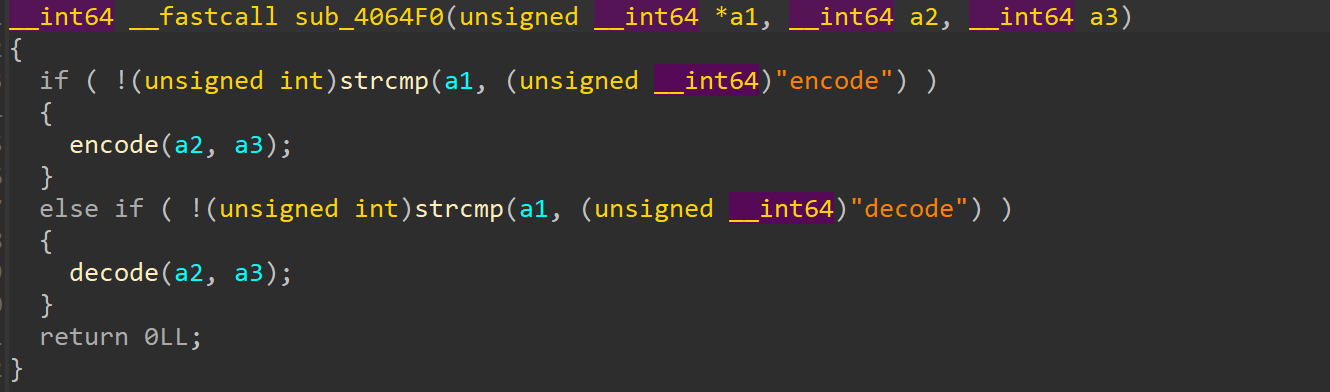 __int64 __fastcall sub_4064F0(unsigned __int64 *a1, __int64 a2, __int64 a3)
{
  if ( !(unsigned int)strcmp(a1, (unsigned __int64)"encode") )
  {
    encode(a2, a3);
  }
  else if ( !(unsigned int)strcmp(a1, (unsigned __int64)"decode") )
  {
    decode(a2, a3);
  }
  return 0LL;
}